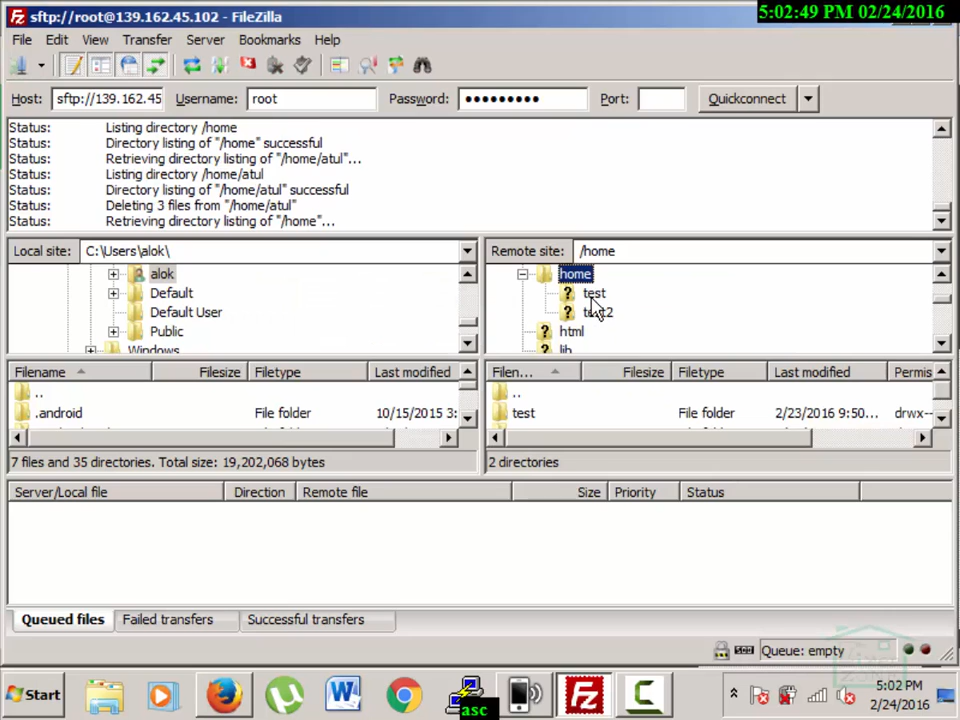 sftp://root@139.162.45.102 - FileZilla
5:02:49 PM 02/24/2016
File Edit View Transfer Server Bookmarks Help
Host: sftp://139.162.45 Username: root Password: ●●●●●●●●● Port: Quickconnect
Status: Listing directory /home
Status: Directory listing of "/home" successful
Status: Retrieving directory listing of "/home/atul"...
Status: Listing directory /home/atul
Status: Directory listing of "/home/atul" successful
Status: Deleting 3 files from "/home/atul"
Status: Retrieving directory listing of "/home"...
Local site: C:\Users\alok\
alok
Default
Default User
Public
Windows
Remote site: /home
home
test
html
lib
Filename Filesize Filetype Last modified
..
.android File folder 10/15/2015 3:
7 files and 35 directories. Total size: 19,202,068 bytes
Filen... Filesize Filetype Last modified Permis
..
test File folder 2/23/2016 9:50... drwx--
2 directories
Server/Local file Direction Remote file Size Priority Status
Queued files Failed transfers Successful transfers
Queue: empty
Start
asc
5:02 PM
2/24/2016